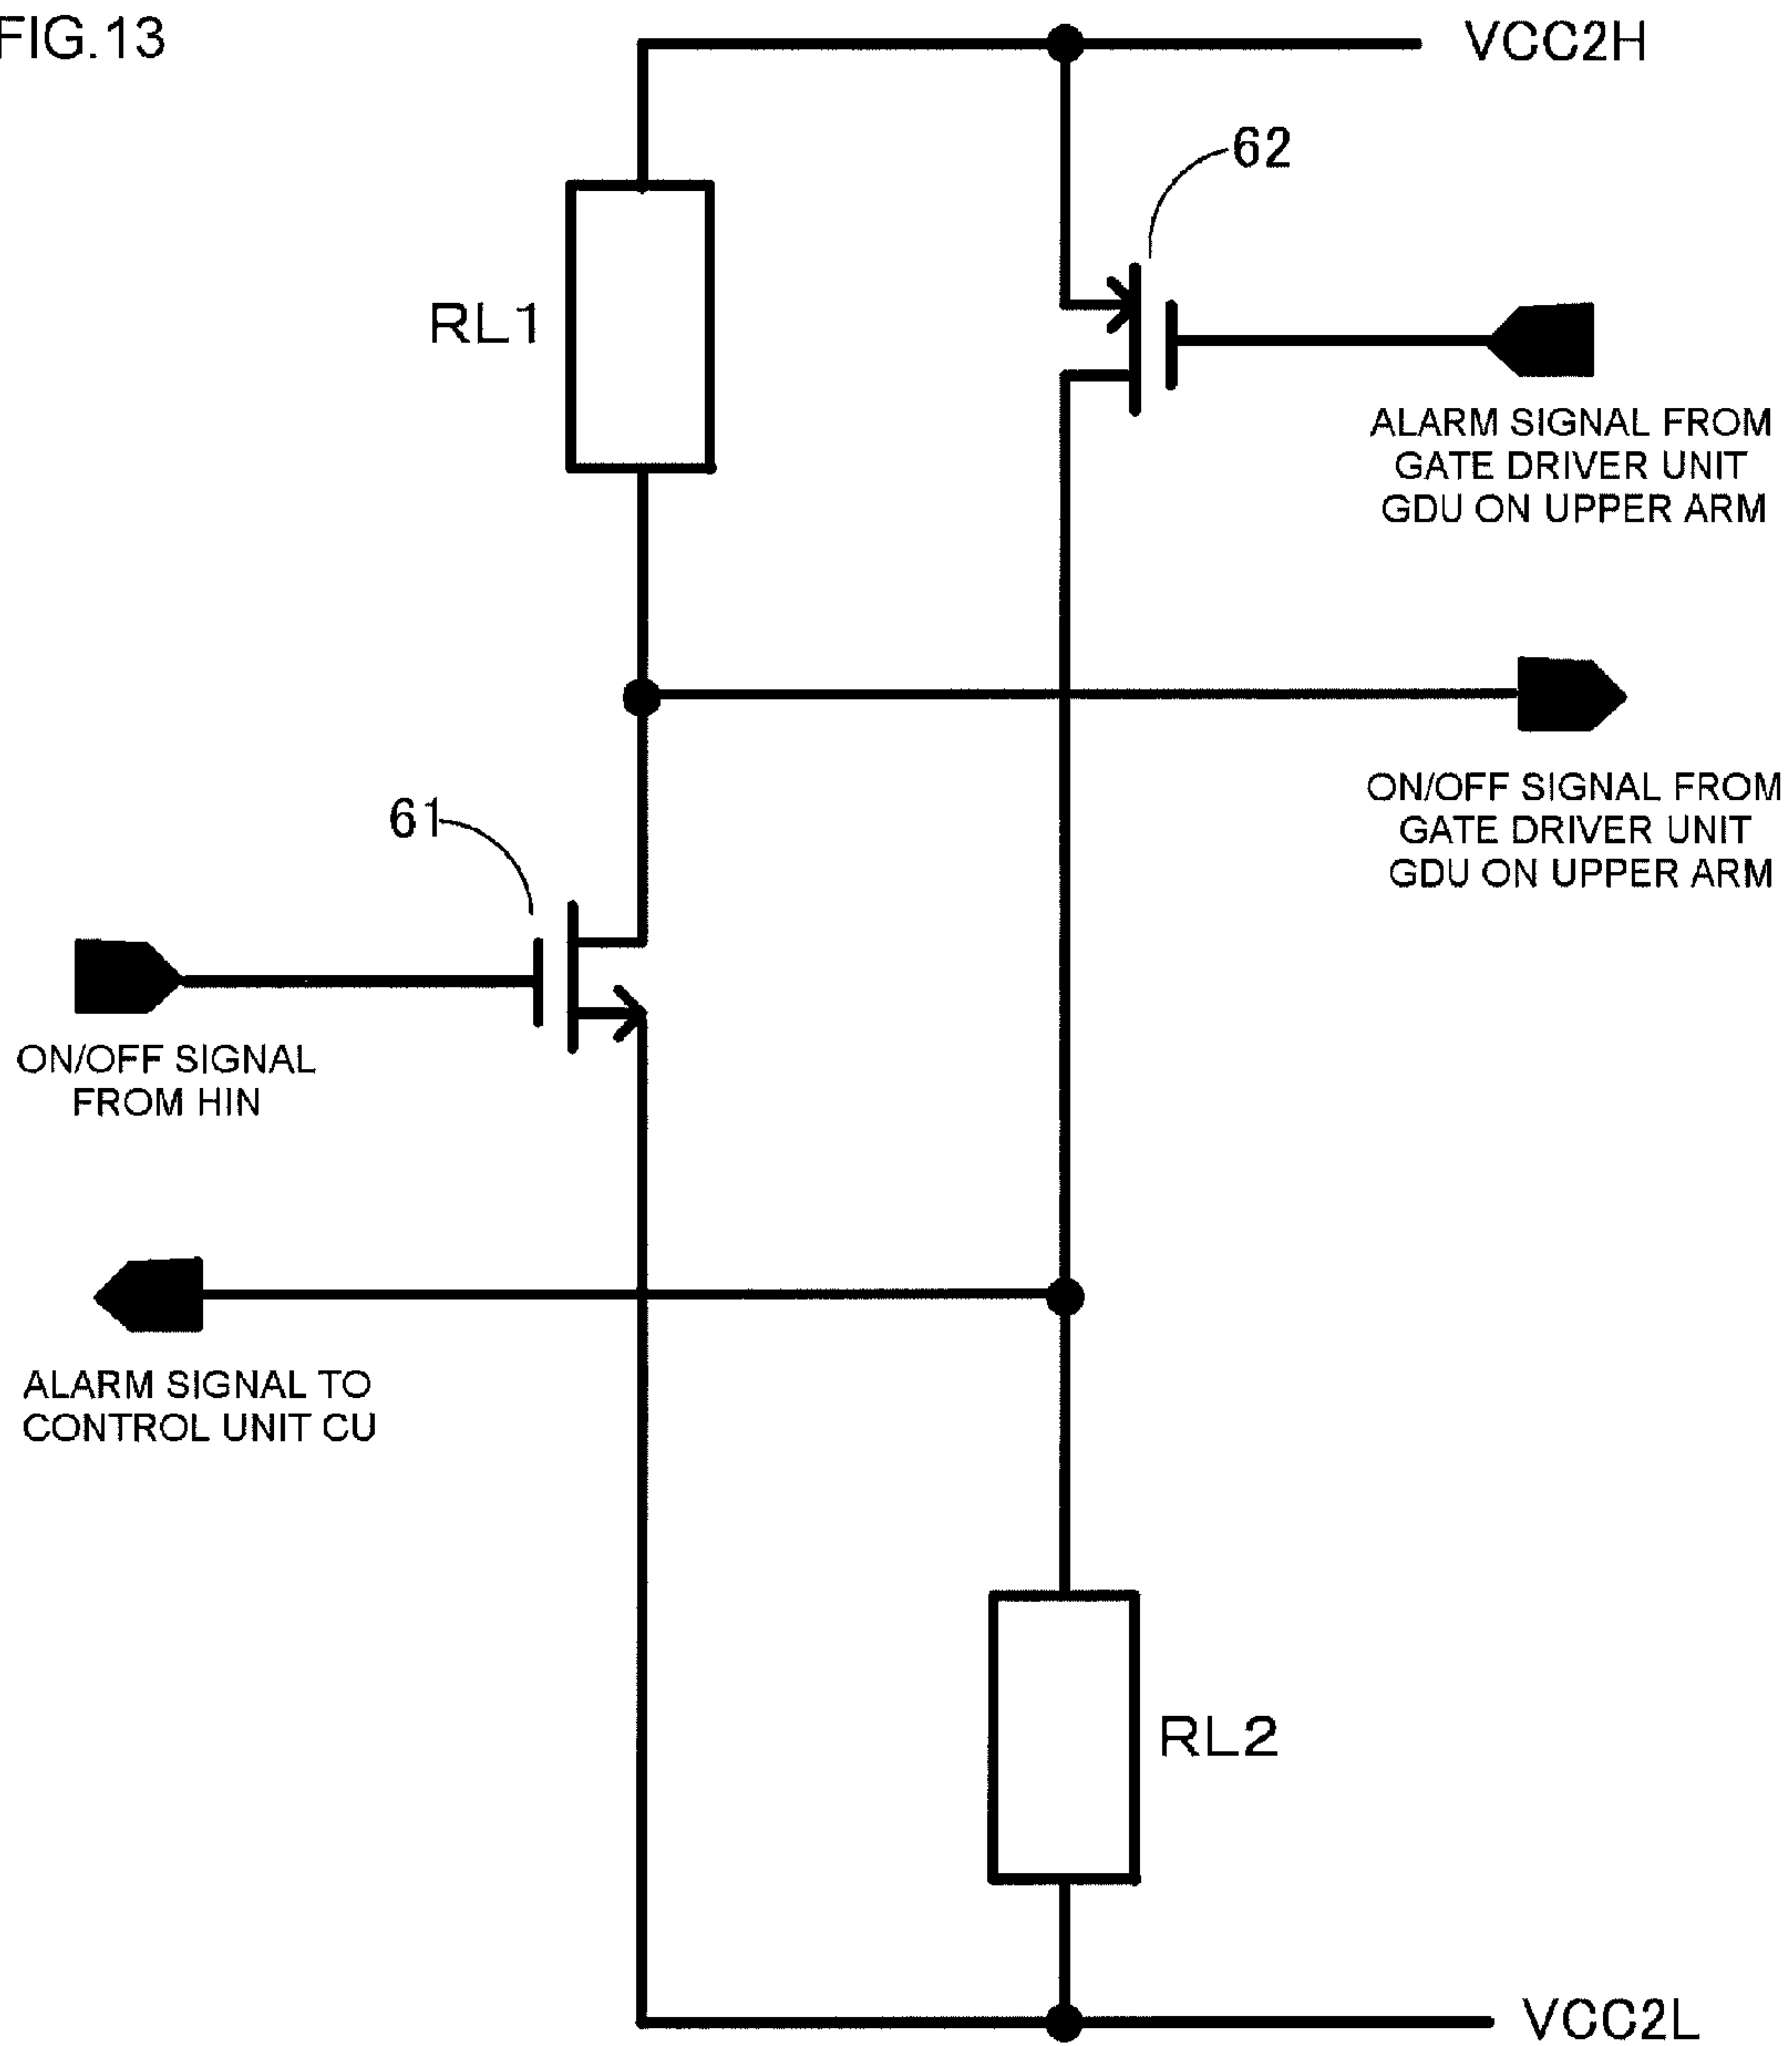 FIG.13
VCC2H
62
RL1
ALARM SIGNAL FROM
GATE DRIVER UNIT
GDU ON UPPER ARM
ON/OFF SIGNAL FROM
GATE DRIVER UNIT
GDU ON UPPER ARM
61
ON/OFF SIGNAL
FROM HIN
ALARM SIGNAL TO
CONTROL UNIT CU
RL2
VCC2L